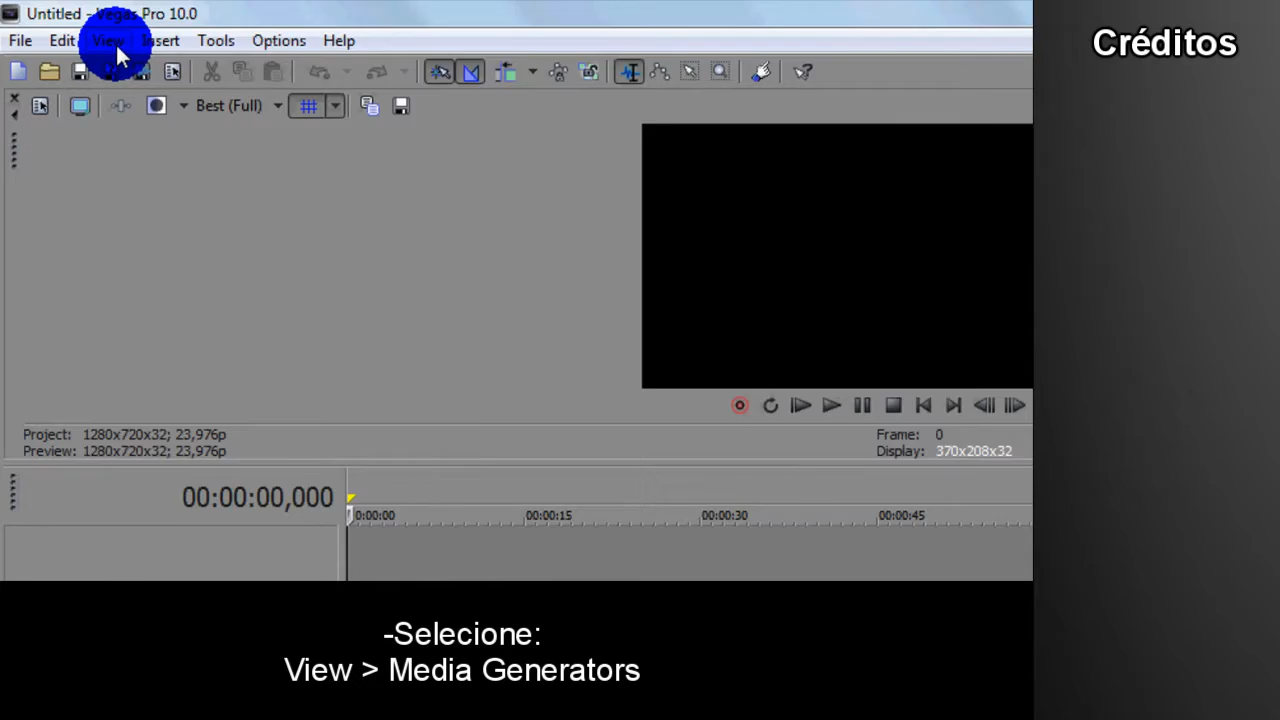 Untitled - Vegas Pro 10.0
Créditos
File Edit View Insert Tools Options Help
Best (Full)
Project: 1280x720x32; 23,976p
Frame: 0
Preview: 1280x720x32; 23,976p
Display: 370x208x32
00:00:00,000
0:00:00 00:00:15 00:00:30 00:00:45
-Selecione:
View > Media Generators